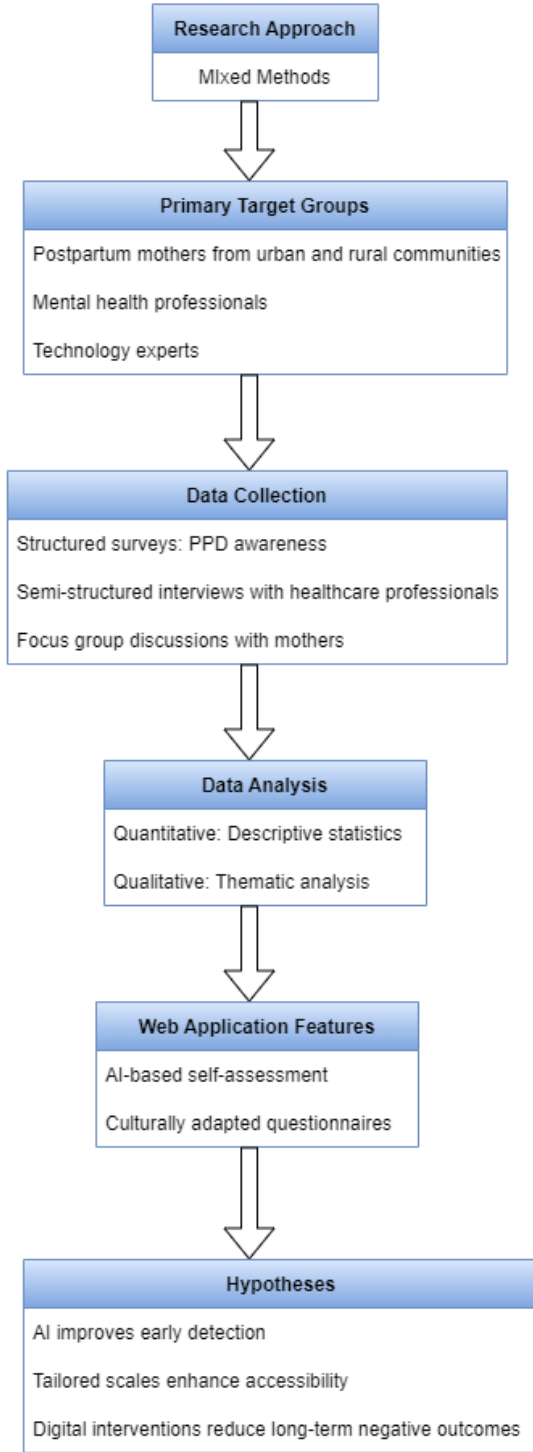 Research Approach
MIxed Methods
Primary Target Groups
Postpartum mothers from urban and rural communities
Mental health professionals
Technology experts
Data Collection
Structured surveys: PPD awareness
Semi-structured interviews with healthcare professionals
Focus group discussions with mothers
Data Analysis
Quantitative: Descriptive statistics
Qualitative: Thematic analysis
Web Application Features
AI-based self-assessment
Culturally adapted questionnaires
Hypotheses
AI improves early detection
Tailored scales enhance accessibility
Digital interventions reduce long-term negative outcomes